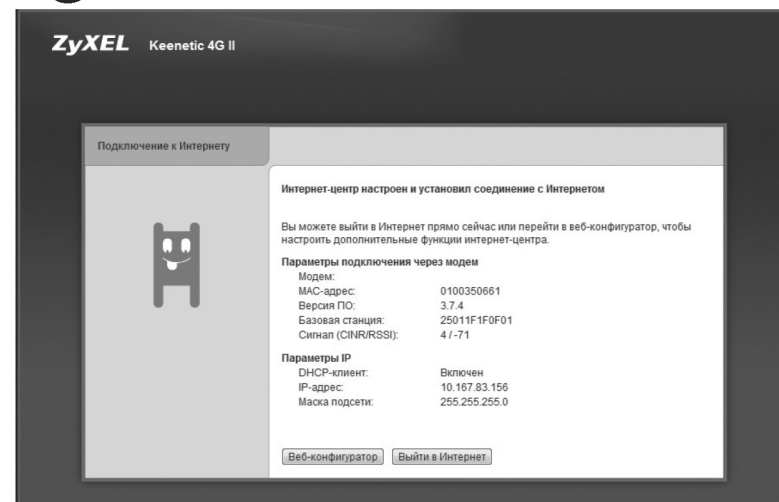 ZyXEL Keenetic 4G II
Подключение к Интернету
Интернет-центр настроен и установил соединение с Интернетом
Вы можете выйти в Интернет прямо сейчас или перейти в веб-конфигуратор, чтобы
настроить дополнительные функции интернет-центра.
Параметры подключения через модем
Модем:
MAC-адрес: 0100350661
Версия ПО: 3.7.4
Базовая станция: 25011F1F0F01
Сигнал (CINR/RSSI): 4 / -71
Параметры IP
DHCP-клиент: Включен
IP-адрес: 10.167.83.156
Маска подсети: 255.255.255.0
Веб-конфигуратор Выйти в Интернет